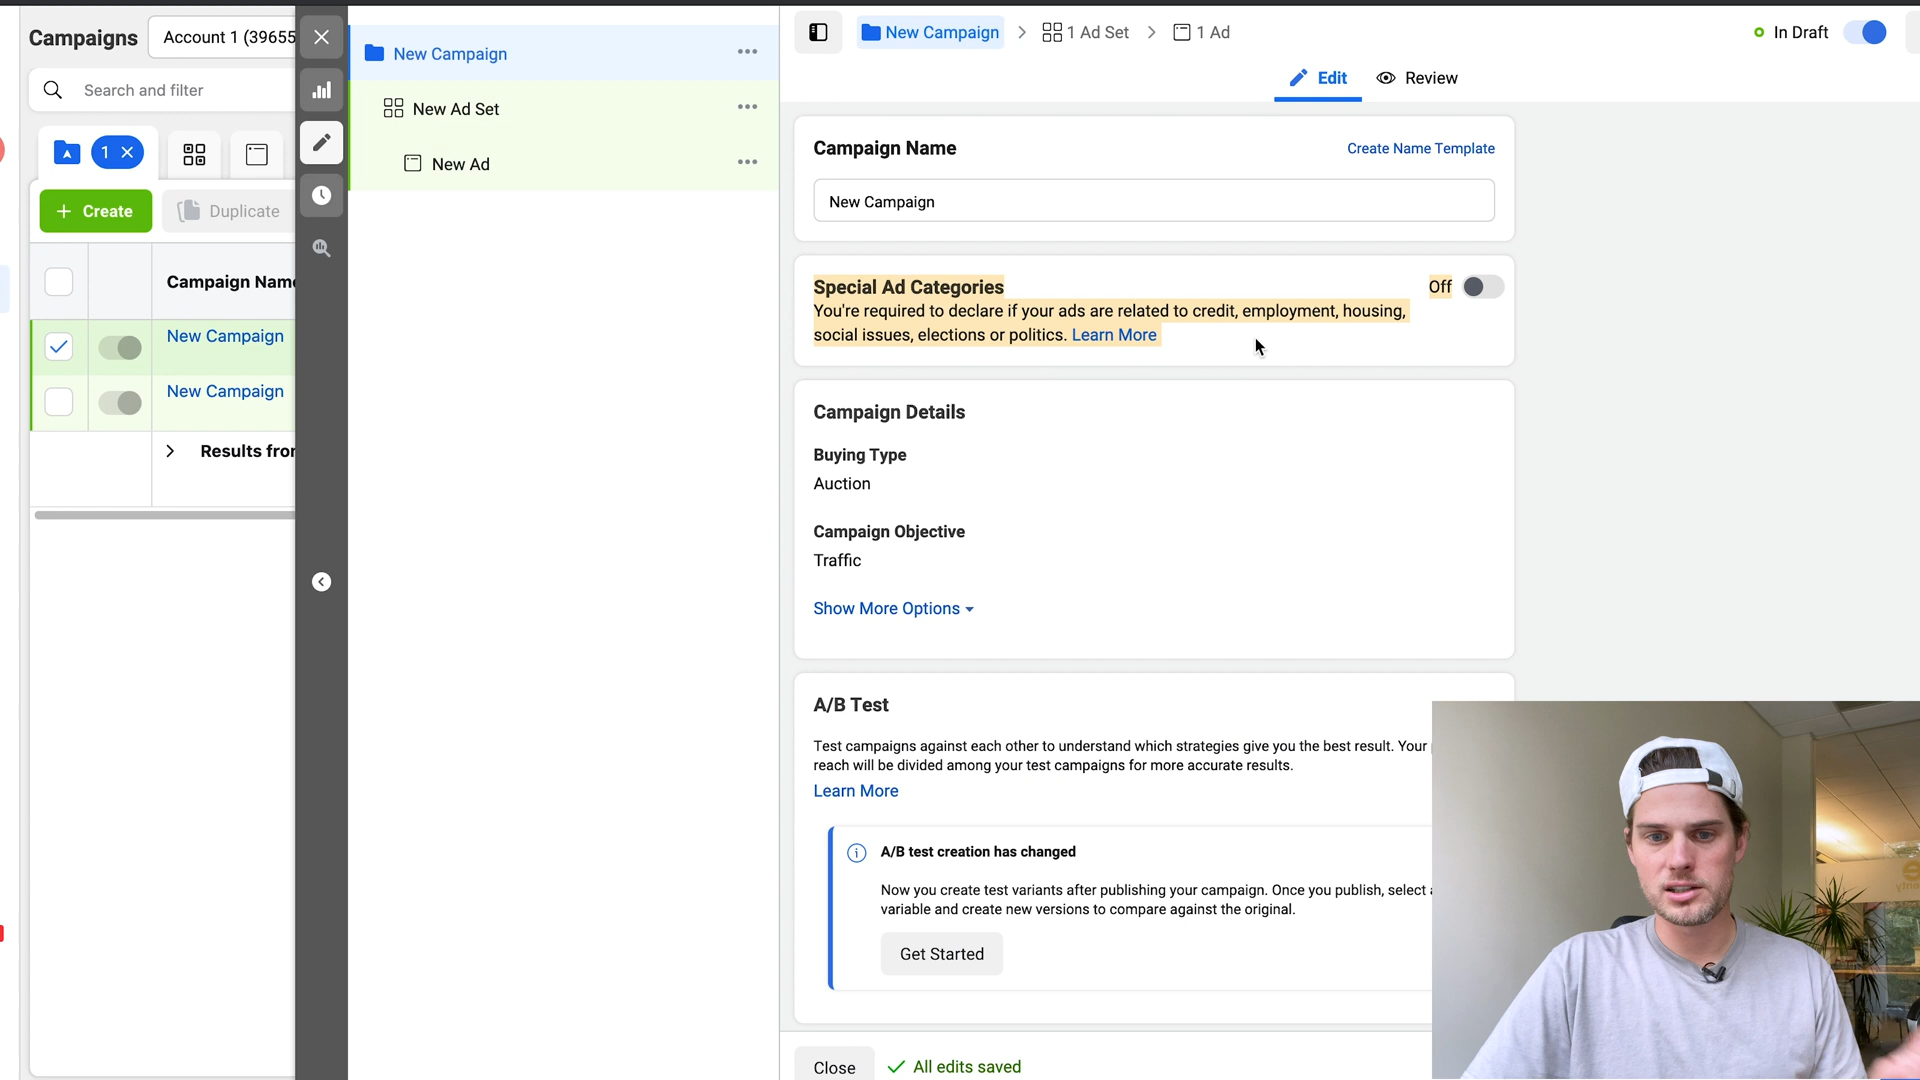 Campaigns
Account 1 (39655
Search and filter
1
Create
Duplicate
Campaign Name
New Campaign
New Campaign
Results from
New Campaign
New Ad Set
New Ad
New Campaign
1 Ad Set
1 Ad
In Draft
Edit
Review
Campaign Name
Create Name Template
New Campaign
Special Ad Categories
Off
You're required to declare if your ads are related to credit, employment, housing,
social issues, elections or politics. Learn More
Campaign Details
Buying Type
Auction
Campaign Objective
Traffic
Show More Options
A/B Test
Test campaigns against each other to understand which strategies give you the best result. Your
reach will be divided among your test campaigns for more accurate results.
Learn More
A/B test creation has changed
Now you create test variants after publishing your campaign. Once you publish, select a
variable and create new versions to compare against the original.
Get Started
Close
All edits saved